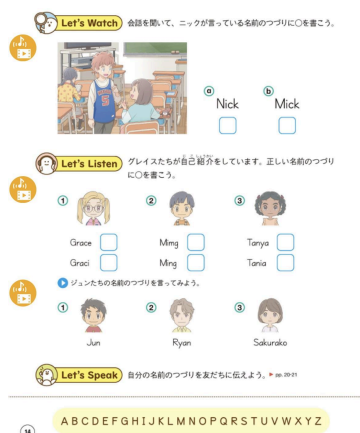 Let's Watch 会話を聞いて、ニックが言っている名前のつづりに○を書こう。
ⓐ ⓑ
Nick Mick
Let's Listen グレイスたちが自己紹介をしています。正しい名前のつづり
に○を書こう。
① ② ③
Grace Mimg Tanya
Graci Ming Tania
ジュンたちの名前のつづりを言ってみよう。
① ② ③
Jun Ryan Sakurako
Let's Speak 自分の名前のつづりを友だちに伝えよう。▶pp.20-21
A B C D E F G H I J K L M N O P Q R S T U V W X Y Z
14